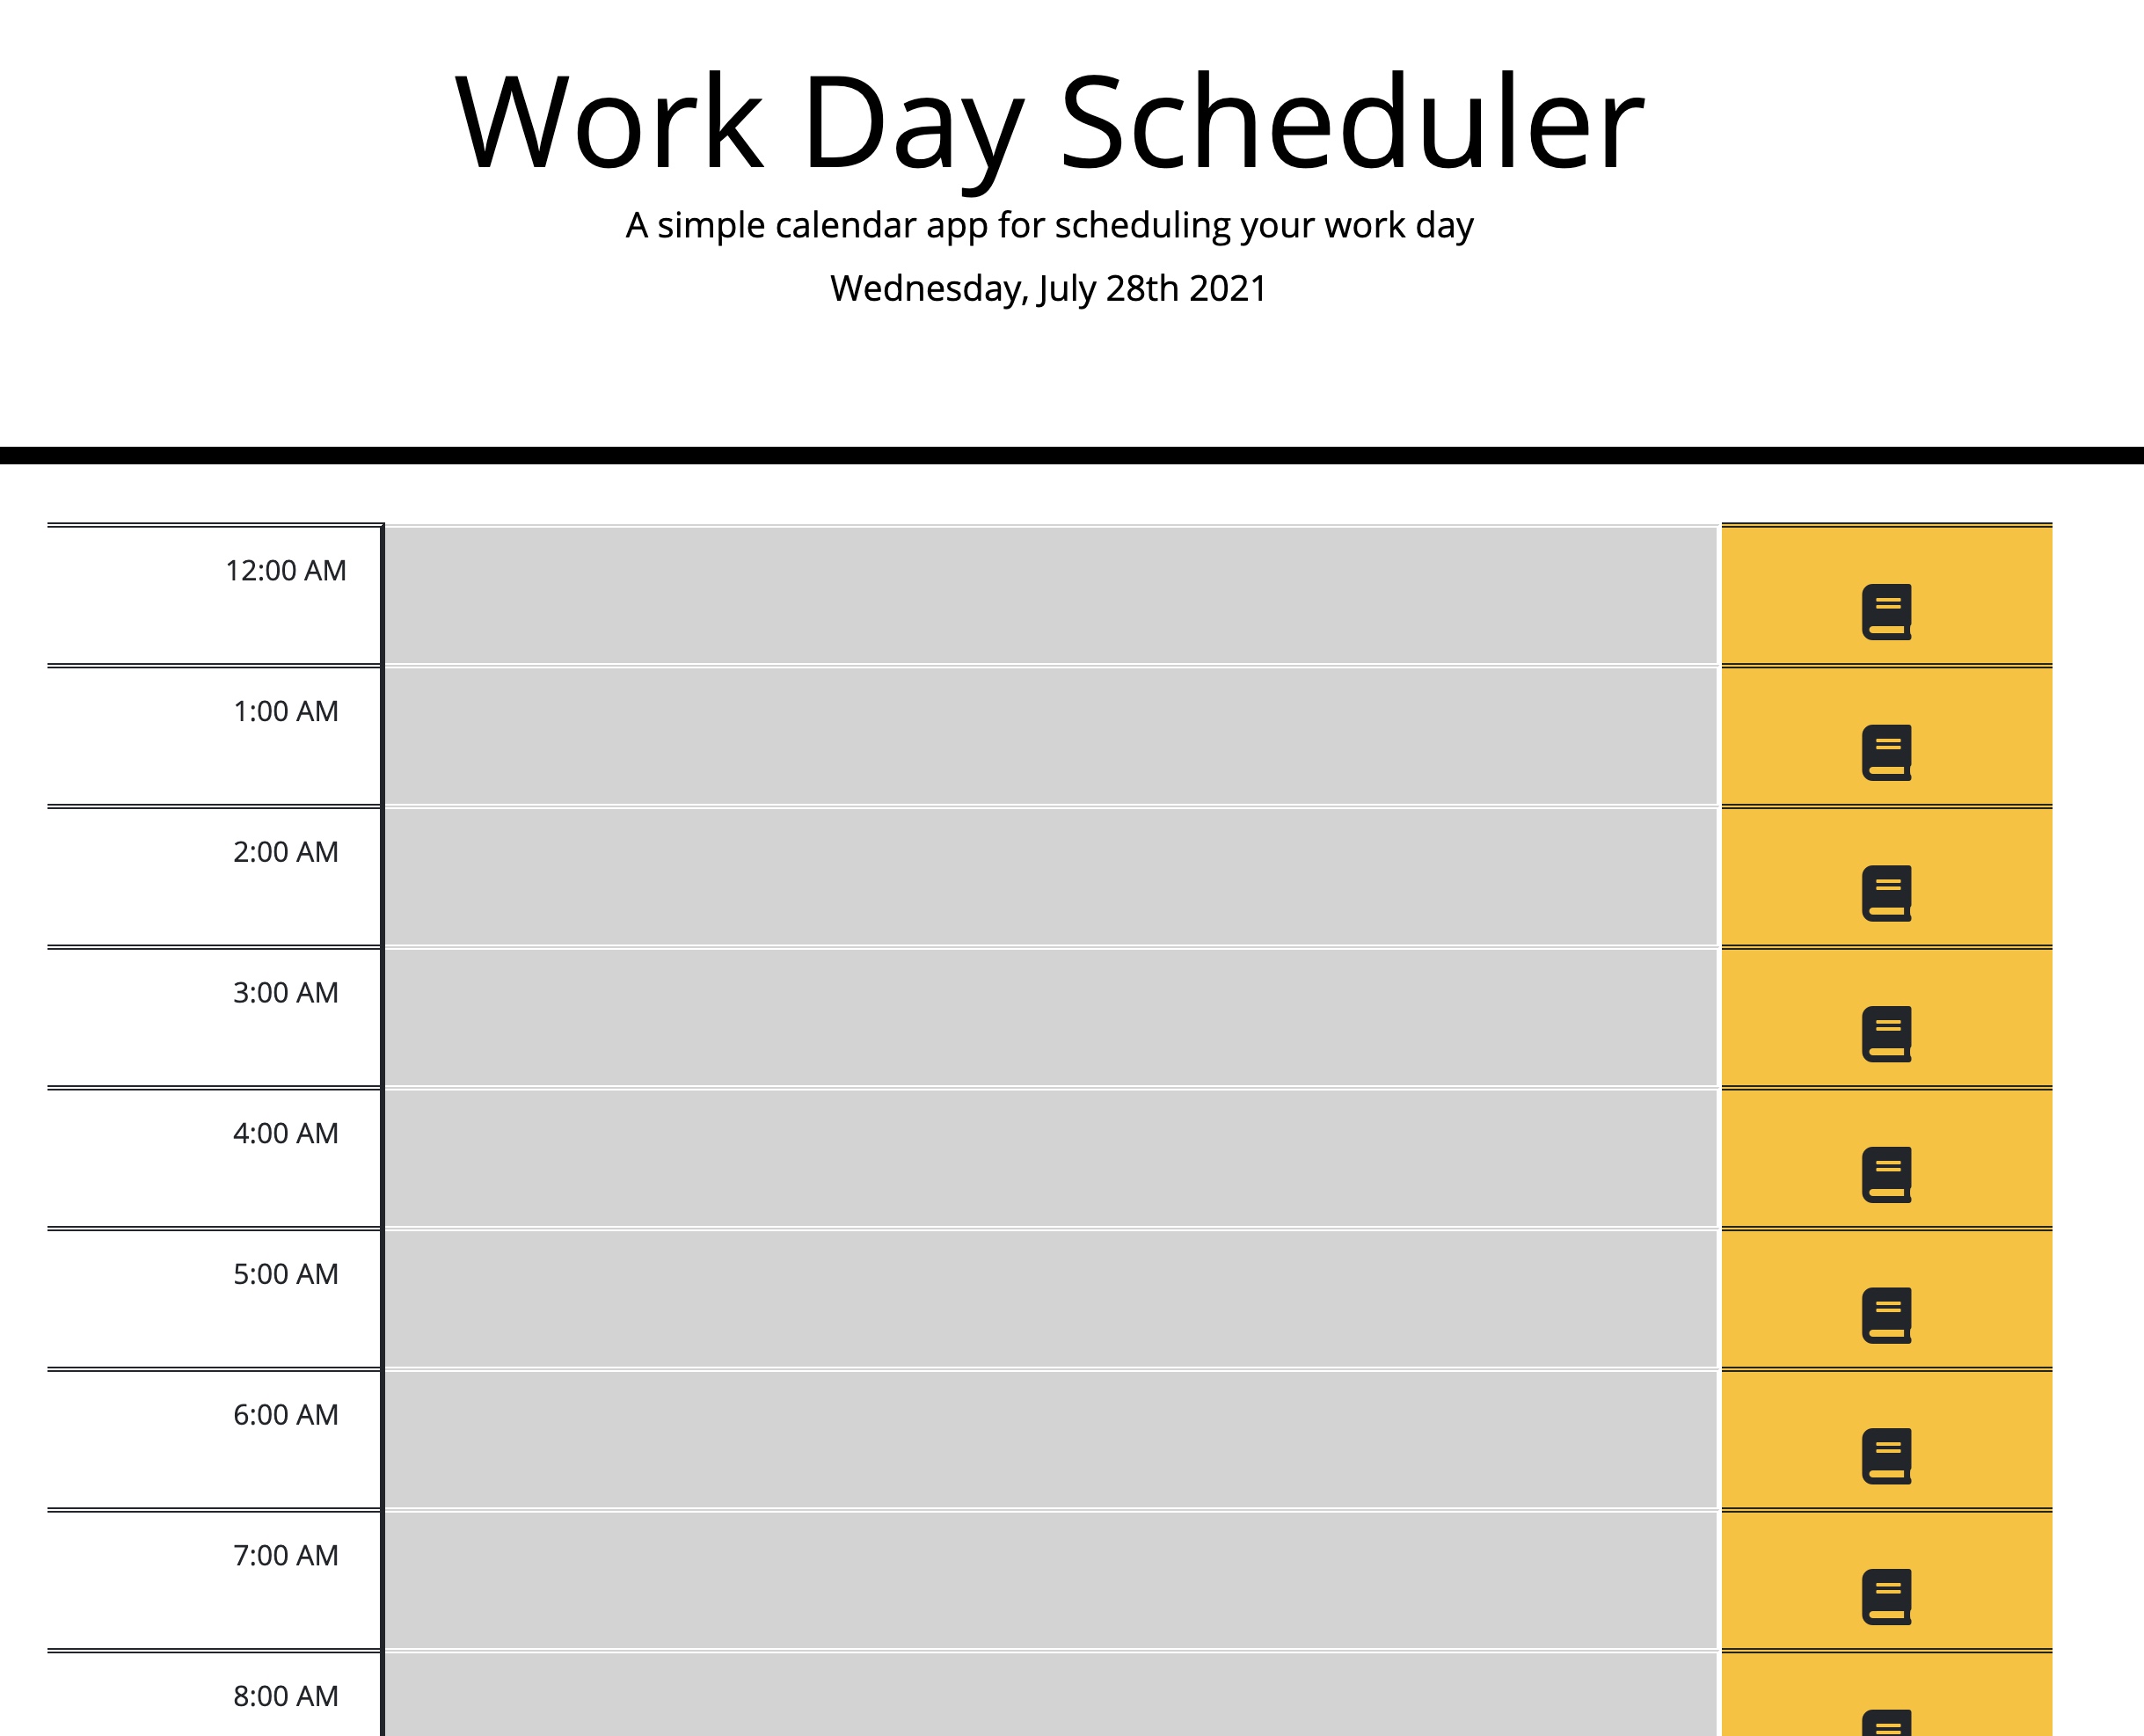 Work Day Scheduler
A simple calendar app for scheduling your work day
Wednesday, July 28th 2021
12:00 AM
1:00 AM
2:00 AM
3:00 AM
4:00 AM
5:00 AM
6:00 AM
7:00 AM
8:00 AM